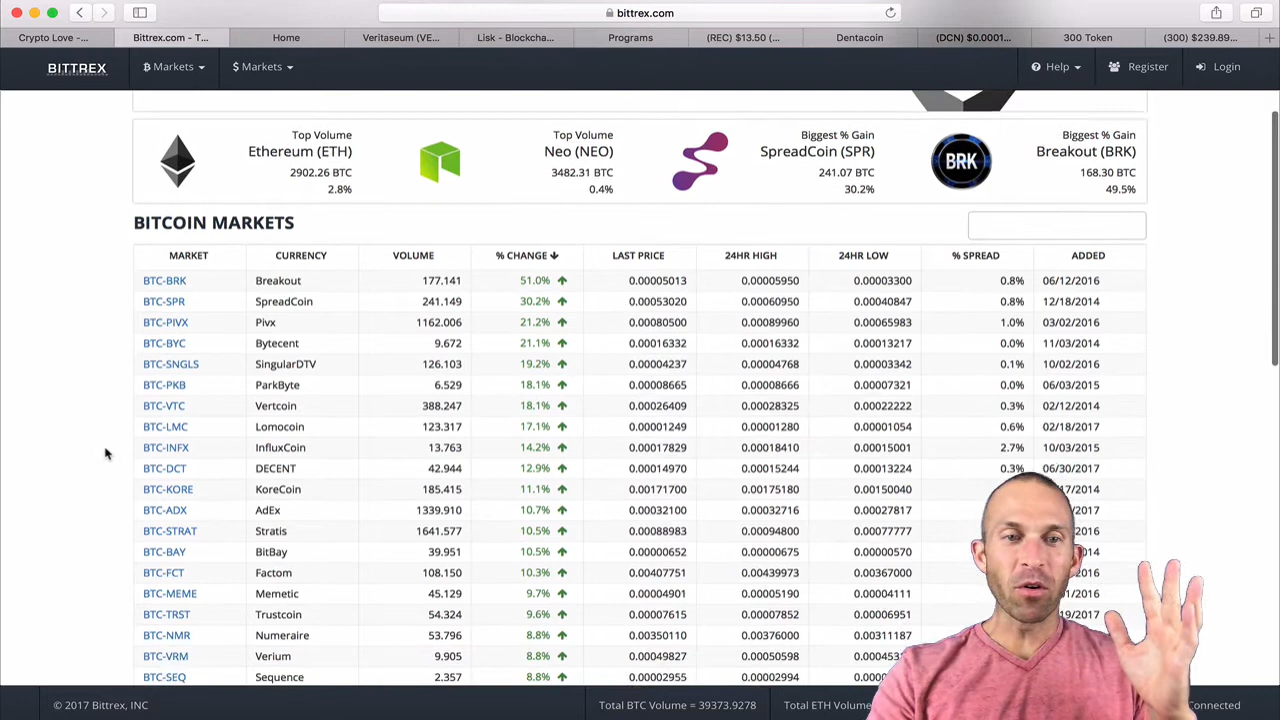 bittrex.com
Crypto Love -... Bittrex.com - T... Home Veritaseum (VE... Lisk - Blockcha... Programs (REC) $13.50 (... Dentacoin (DCN) $0.0001... 300 Token (300) $239.89...
BITTREX Markets $ Markets Help Register Login
Top Volume Top Volume Biggest % Gain Biggest % Gain
Ethereum (ETH) Neo (NEO) SpreadCoin (SPR) BRK Breakout (BRK)
2902.26 BTC 3482.31 BTC 241.07 BTC 168.30 BTC
2.8% 0.4% 30.2% 49.5%
BITCOIN MARKETS
MARKET CURRENCY VOLUME % CHANGE LAST PRICE 24HR HIGH 24HR LOW % SPREAD ADDED
BTC-BRK Breakout 177.141 51.0% 0.00005013 0.00005950 0.00003300 0.8% 06/12/2016
BTC-SPR SpreadCoin 241.149 30.2% 0.00053020 0.00060950 0.00040847 0.8% 12/18/2014
BTC-PIVX Pivx 1162.006 21.2% 0.00080500 0.00089960 0.00065983 1.0% 03/02/2016
BTC-BYC Bytecent 9.672 21.1% 0.00016332 0.00016332 0.00013217 0.0% 11/03/2014
BTC-SNGLS SingularDTV 126.103 19.2% 0.00004237 0.00004768 0.00003342 0.1% 10/02/2016
BTC-PKB ParkByte 6.529 18.1% 0.00008665 0.00008666 0.00007321 0.0% 06/03/2015
BTC-VTC Vertcoin 388.247 18.1% 0.00026409 0.00028325 0.00022222 0.3% 02/12/2014
BTC-LMC Lomocoin 123.317 17.1% 0.00001249 0.00001280 0.00001054 0.6% 02/18/2017
BTC-INFX InfluxCoin 13.763 14.2% 0.00017829 0.00018410 0.00015001 2.7% 10/03/2015
BTC-DCT DECENT 42.944 12.9% 0.00014970 0.00015244 0.00013224 0.3% 06/30/2017
BTC-KORE KoreCoin 185.415 11.1% 0.00171700 0.00175180 0.00150040 17/2014
BTC-ADX AdEx 1339.910 10.7% 0.00032100 0.00032716 0.00027817 2017
BTC-STRAT Stratis 1641.577 10.5% 0.00088983 0.00094800 0.00077777 2016
BTC-BAY BitBay 39.951 10.5% 0.00000652 0.00000675 0.00000570 014
BTC-FCT Factom 108.150 10.3% 0.00407751 0.00439973 0.00367000
BTC-MEME Memetic 45.129 9.7% 0.00004901 0.00005190 0.00004111 1/2016
BTC-TRST Trustcoin 54.324 9.6% 0.00007615 0.00007852 0.00006951 19/2017
BTC-NMR Numeraire 53.796 8.8% 0.00350110 0.00376000 0.00311187
BTC-VRM Verium 9.905 8.8% 0.00049827 0.00050598
BTC-SEQ Sequence 2.357 8.8% 0.00002955 0.00002994
© 2017 Bittrex, INC Total BTC Volume = 39373.9278 Total ETH Volume Connected